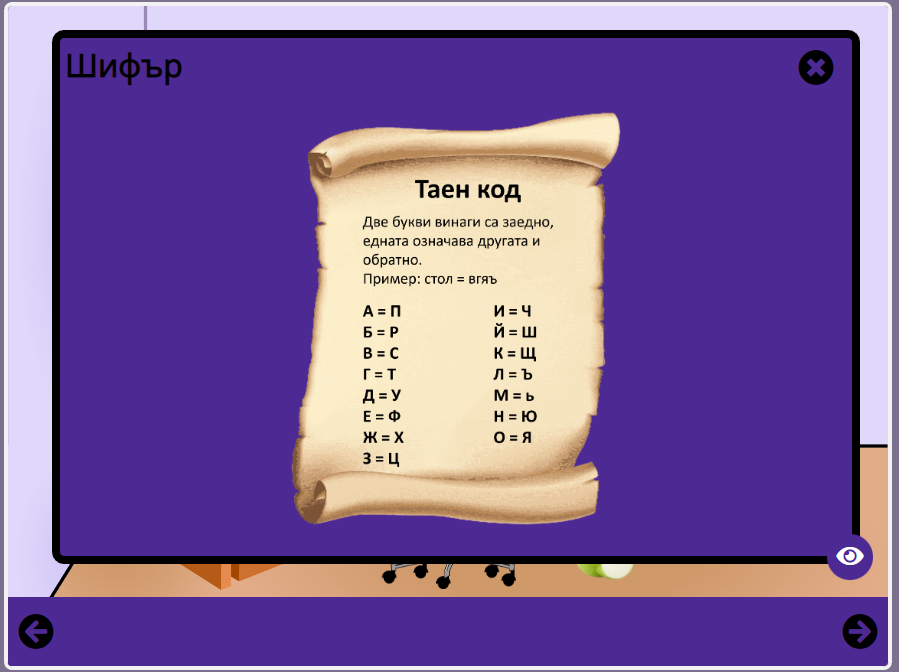 Шифър
Таен код
Две букви винаги са заедно,
едната означава другата и
обратно.
Пример: стол = вгяъ
А = П
Б = Р
В = С
Г = Т
Д = У
Е = Ф
Ж = Х
З = Ц
И = Ч
Й = Ш
К = Щ
Л = Ъ
М = ь
Н = Ю
О = Я